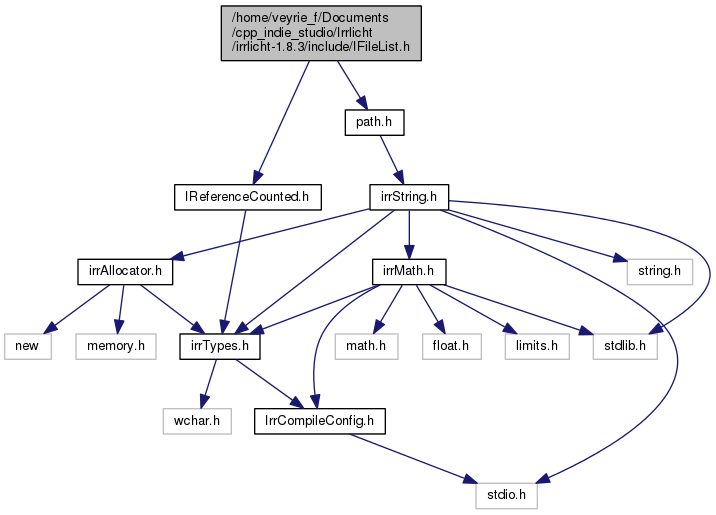 /home/veyrie_f/Documents
/cpp_indie_studio/Irrlicht
/irrlicht-1.8.3/include/IFileList.h
path.h
IReferenceCounted.h
irrString.h
irrAllocator.h
irrMath.h
string.h
new
memory.h
irrTypes.h
math.h
float.h
limits.h
stdlib.h
wchar.h
IrrCompileConfig.h
stdio.h